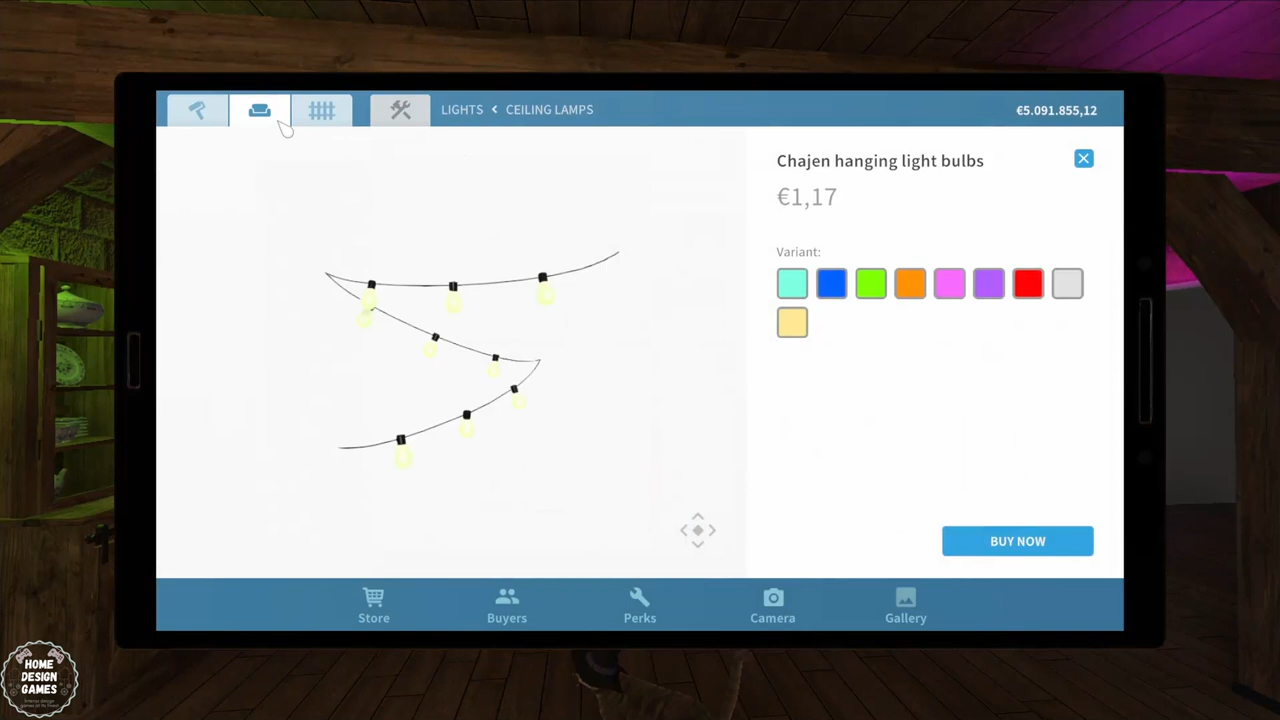 LIGHTS < CEILING LAMPS
€5.091.855,12
Chajen hanging light bulbs
€1,17
Variant:
BUY NOW
Store
Buyers
Perks
Camera
Gallery
HOME
DESIGN
GAMES